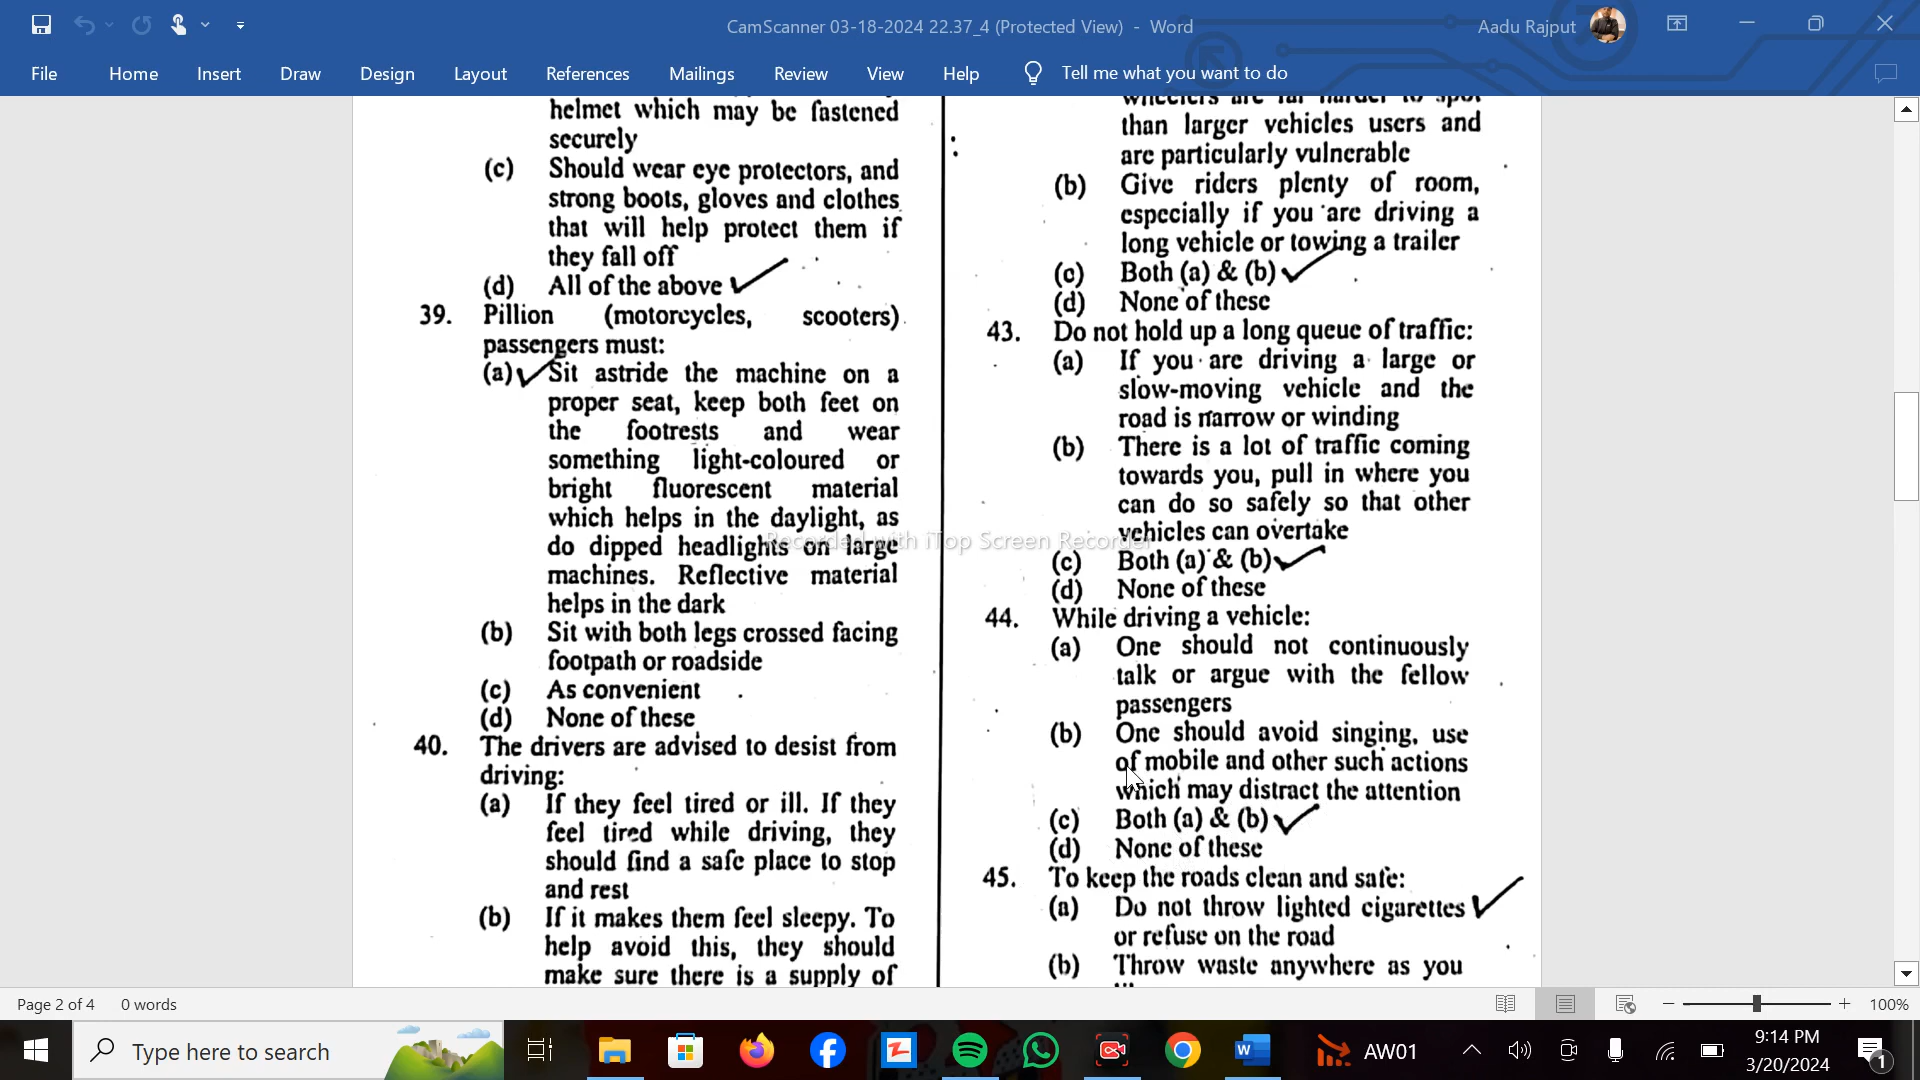 CamScanner 03-18-2024 22.37_4 (Protected View) - Word
Aadu Rajput
File Home Insert Draw Design Layout References Mailings Review View Help Tell me what you want to do
helmet which may be fastened
securely
(c) Should wear eye protectors, and
strong boots, gloves and clothes
that will help protect them if
they fall off
(d) All of the above
39. Pillion (motorcycles, scooters)
passengers must:
(a) Sit astride the machine on a
proper seat, keep both feet on
the footrests and wear
something light-coloured or
bright fluorescent material
which helps in the daylight, as
do dipped headlights on large
machines. Reflective material
helps in the dark
(b) Sit with both legs crossed facing
footpath or roadside
(c) As convenient
(d) None of these
40. The drivers are advised to desist from
driving:
(a) If they feel tired or ill. If they
feel tired while driving, they
should find a safe place to stop
and rest
(b) If it makes them feel sleepy. To
help avoid this, they should
make sure there is a supply of
wheelers are far harder to spot
than larger vehicles users and
are particularly vulnerable
(b) Give riders plenty of room,
especially if you are driving a
long vehicle or towing a trailer
(c) Both (a) & (b)
(d) None of these
43. Do not hold up a long queue of traffic:
(a) If you are driving a large or
slow-moving vehicle and the
road is narrow or winding
(b) There is a lot of traffic coming
towards you, pull in where you
can do so safely so that other
vehicles can overtake
(c) Both (a) & (b)
(d) None of these
44. While driving a vehicle:
(a) One should not continuously
talk or argue with the fellow
passengers
(b) One should avoid singing, use
of mobile and other such actions
which may distract the attention
(c) Both (a) & (b)
(d) None of these
45. To keep the roads clean and safe:
(a) Do not throw lighted cigarettes
or refuse on the road
(b) Throw waste anywhere as you
Recorded with iTop Screen Recorder
Page 2 of 4 0 words
100%
Type here to search
AW01
9:14 PM
3/20/2024
1